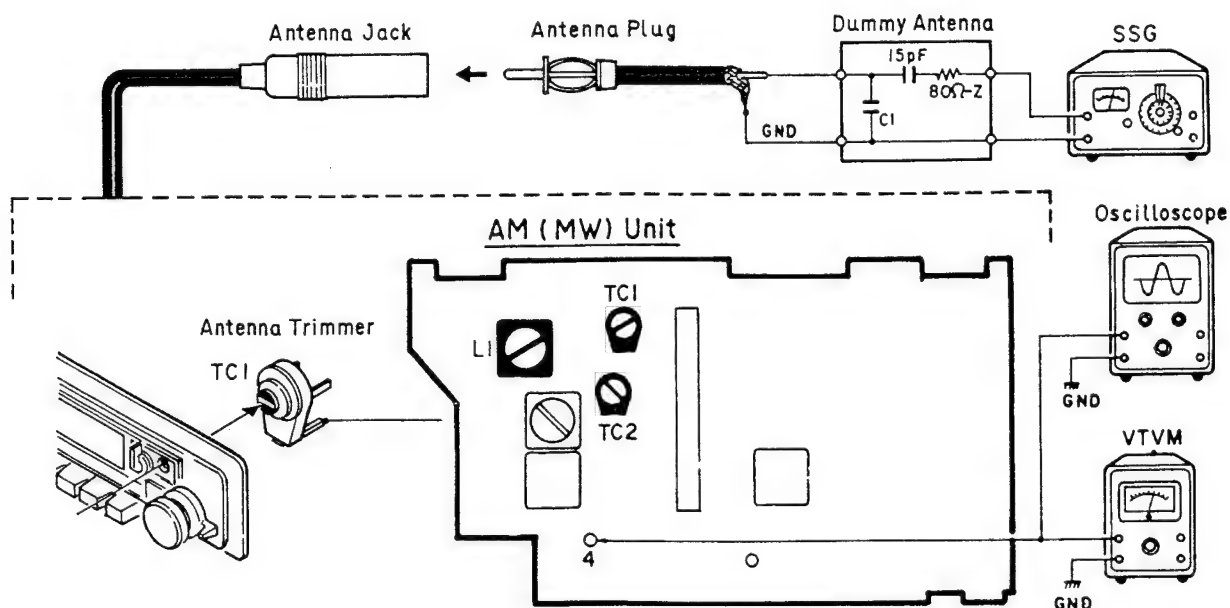 Antenna Jack
Antenna Plug
Dummy Antenna
SSG
15pF
80Ω-Z
C1
GND
AM (MW) Unit
Oscilloscope
TC1
Antenna Trimmer
L1
TC1
TC2
GND
VTVM
4
GND